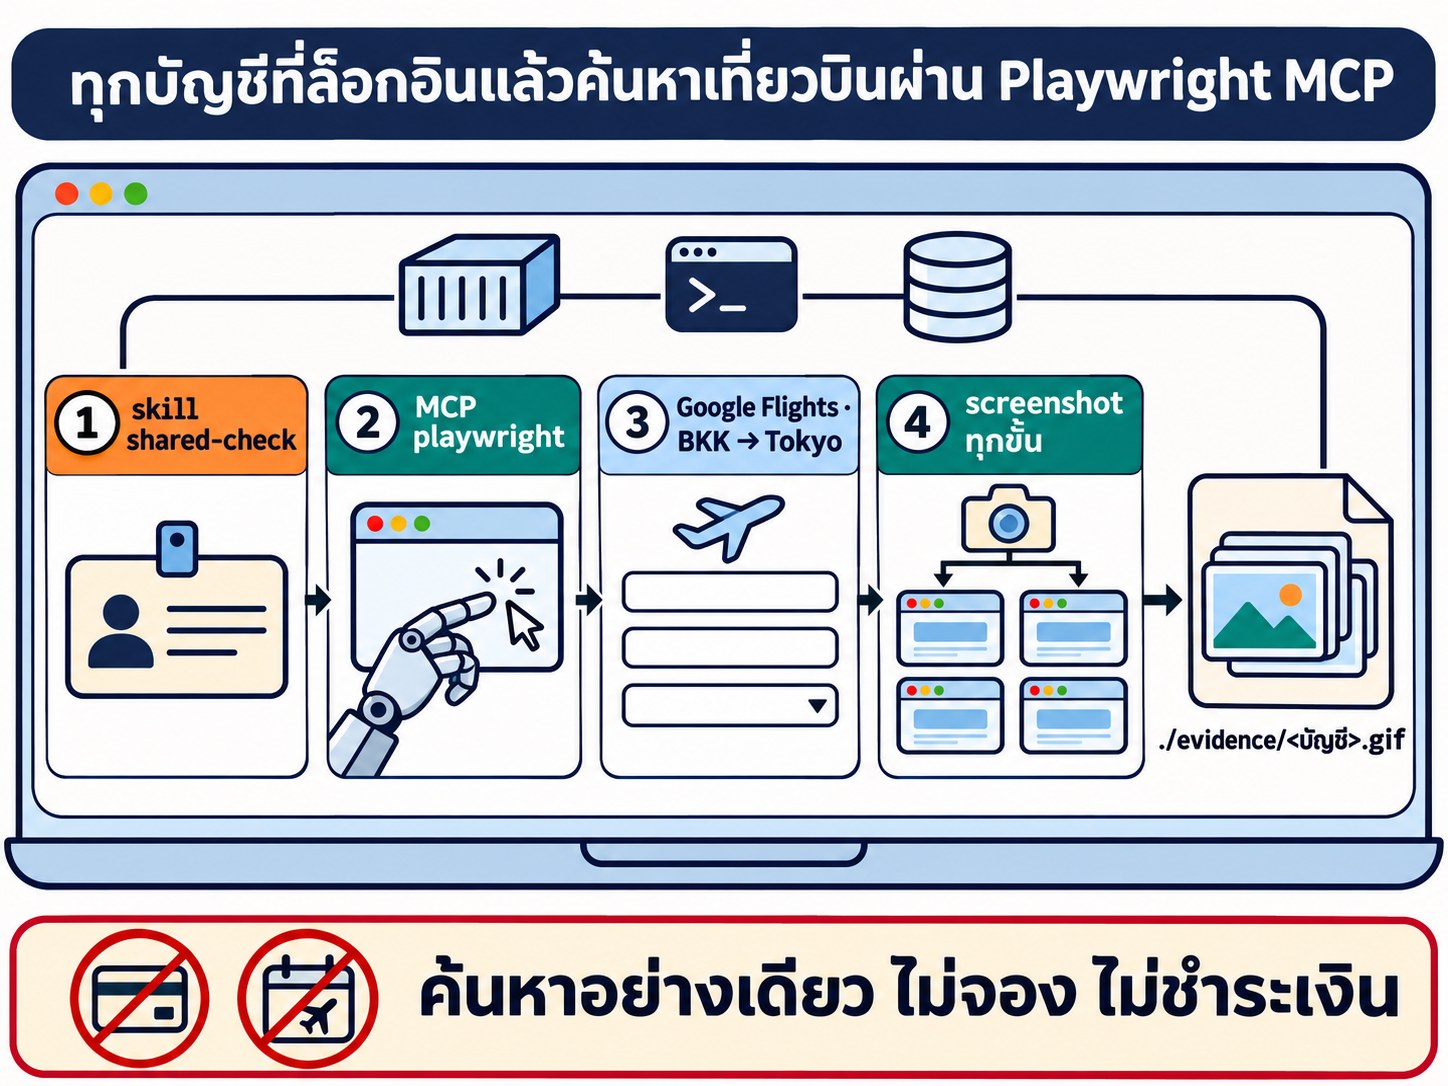 ทุกบัญชีที่ล็อกอินแล้วค้นหาเที่ยวบินผ่าน Playwright MCP
>_
1 skill
shared-check
2 MCP
playwright
3 Google Flights ·
BKK → Tokyo
4 screenshot
ทุกขั้น
./evidence/<บัญชี>.gif
ค้นหาอย่างเดียว ไม่จอง ไม่ชำระเงิน